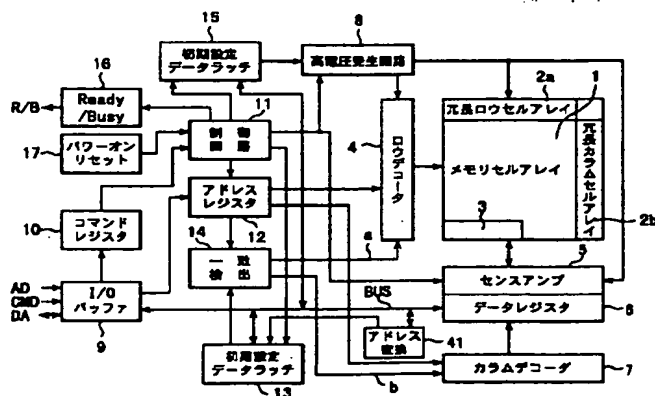 15
初期設定
データラッチ
8
高電圧発生回路
16
Ready
/Busy
R/B
11
制御
回路
17
パワーオン
リセット
4
ロウデコーダ
2a
1
冗長ロウセルアレイ
メモリセルアレイ
冗長カラムセルアレイ
2b
3
アドレス
レジスタ
12
10
コマンド
レジスタ
14
一致
検出
a
5
センスアンプ
BUS
データレジスタ
6
AD
CMD
DA
I/O
バッファ
9
アドレス
変換
41
初期設定
データラッチ
13
b
カラムデコーダ
7